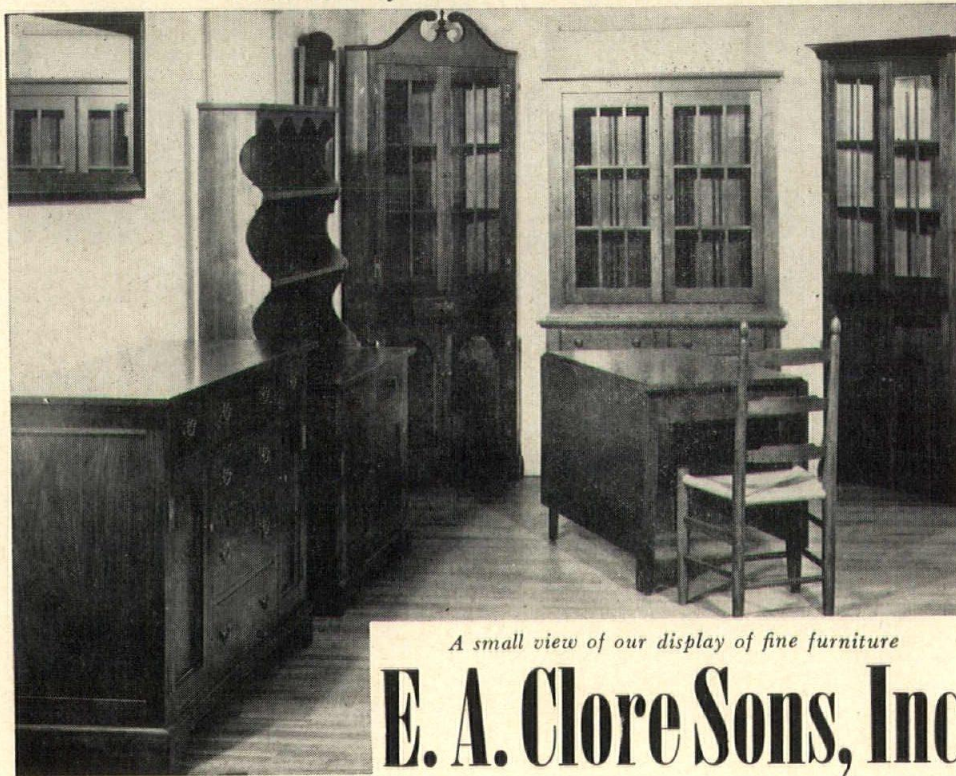 A small view of our display of fine furniture
E. A. Clore Sons, Inc